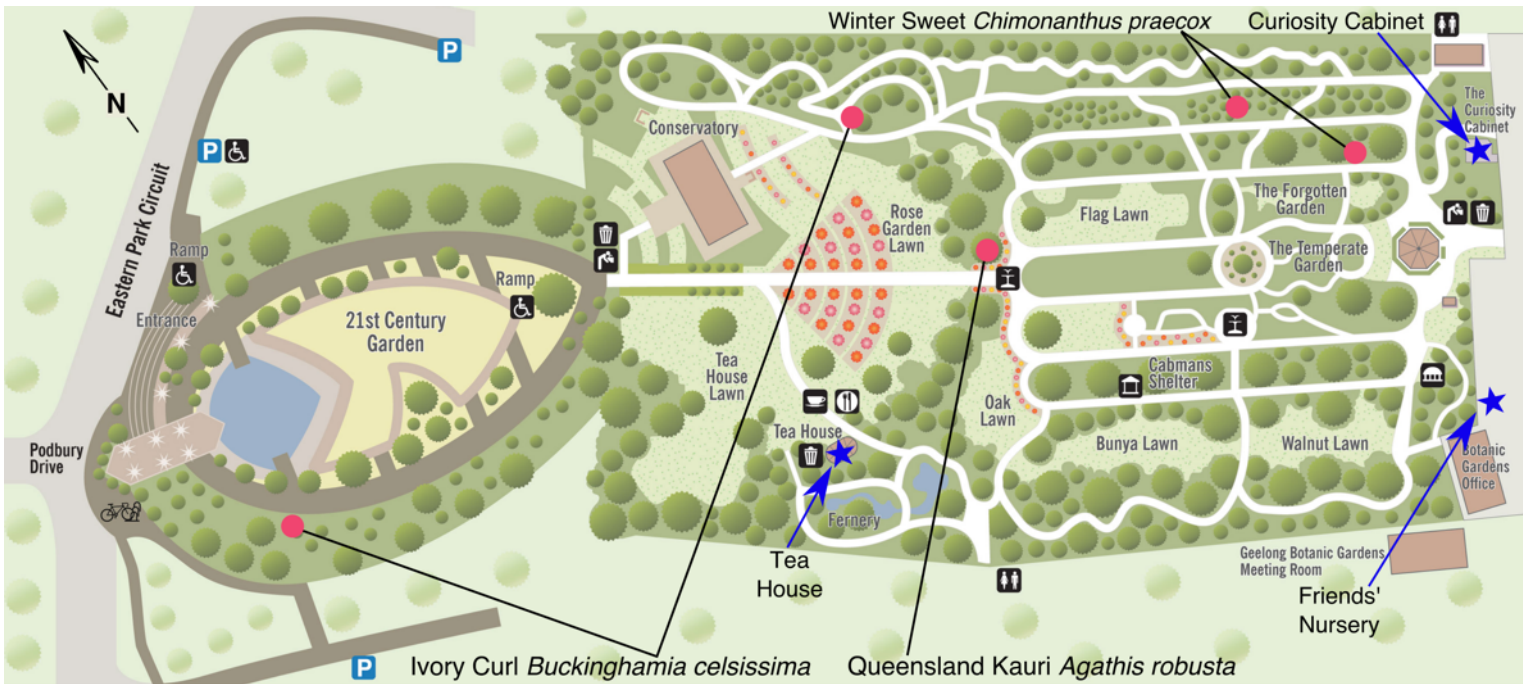 Winter Sweet Chimonanthus praecox
Curiosity Cabinet
N
P
P
Eastern Park Circuit
Conservatory
The
Curiosity
Cabinet
Rose
Garden
Lawn
Flag Lawn
The Forgotten
Garden
The Temperate
Garden
Ramp
Ramp
Entrance
21st Century
Garden
Tea
House
Lawn
Cabmans
Shelter
Oak
Lawn
Tea House
Bunya Lawn
Walnut Lawn
Podbury
Drive
Botanic
Gardens
Office
Fernery
Tea
House
Geelong Botanic Gardens
Meeting Room
Friends'
Nursery
P
Ivory Curl Buckinghamia celsissima
Queensland Kauri Agathis robusta